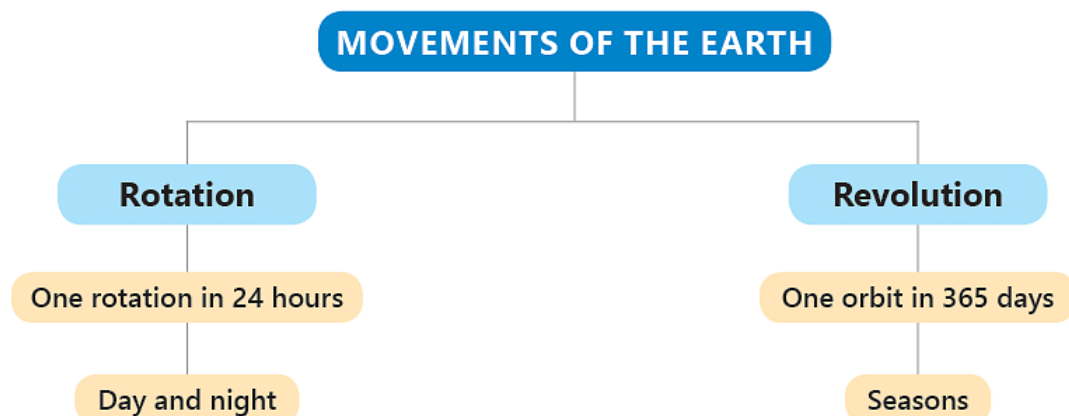 MOVEMENTS OF THE EARTH
Rotation
Revolution
One rotation in 24 hours
One orbit in 365 days
Day and night
Seasons